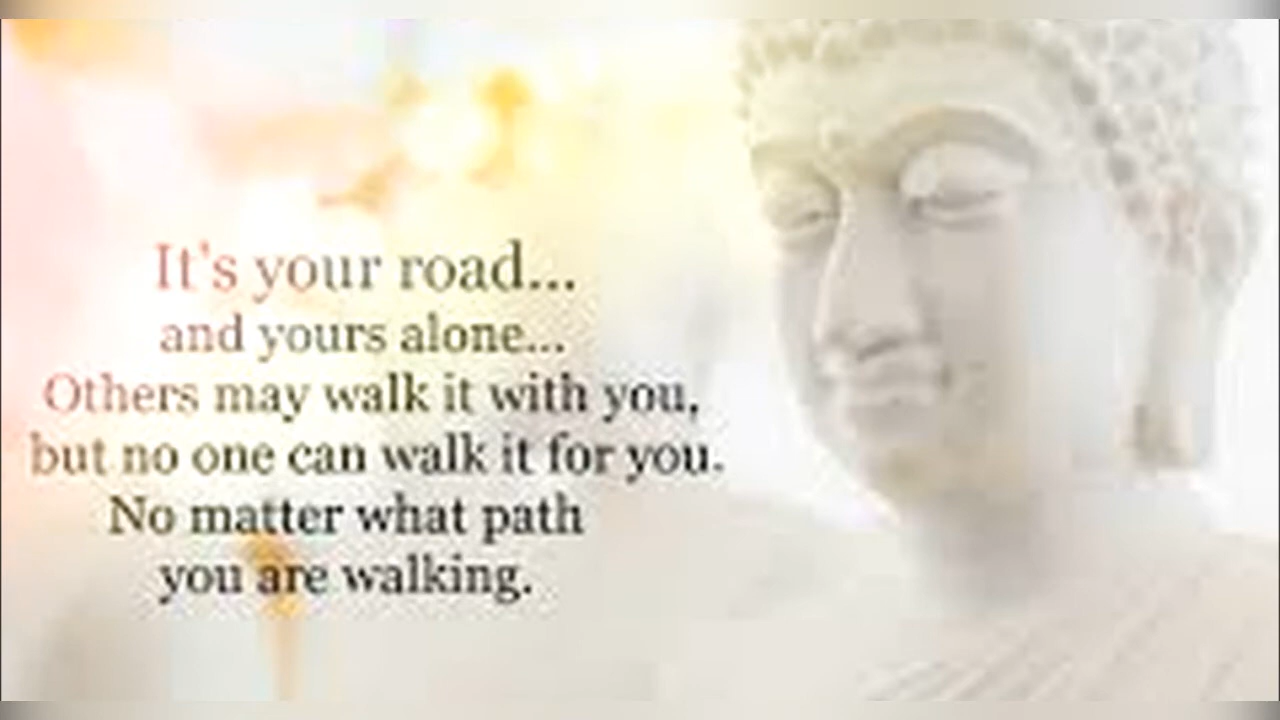 It's your road...
and yours alone...
Others may walk it with you,
but no one can walk it for you.
No matter what path
you are walking.